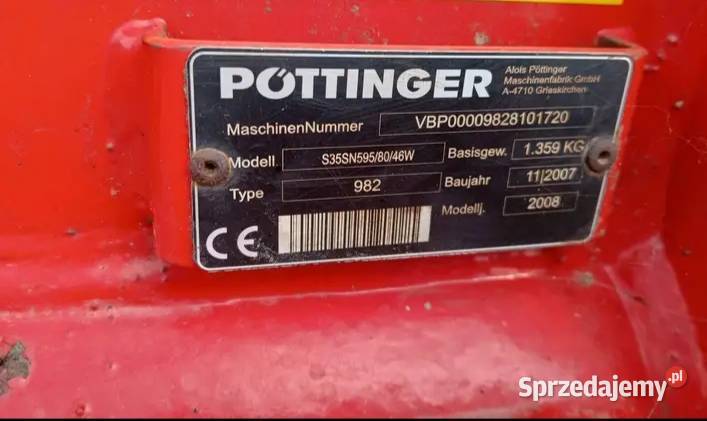 PÖTTINGER
Alois Pöttinger
Maschinenfabrik GmbH
A-4710 Grieskirchen
MaschinenNummer VBP00009828101720
Modell S35SN595/80/46W Basisgew. 1.359 KG
Type 982 Baujahr 11|2007
Modellj. 2008
CE
Sprzedajemy.pl